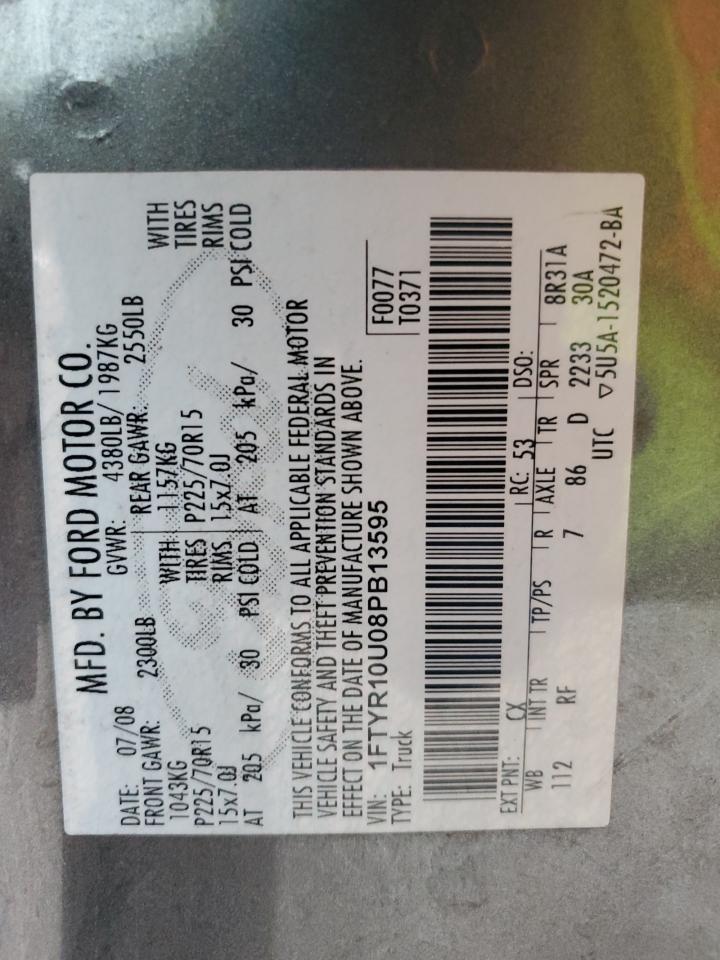 MFD. BY FORD MOTOR CO.
DATE: 07/08 GVWR: 4380LB/ 1987KG
FRONT GAWR: 2300LB REAR GAWR: 2550LB
1043KG WITH 1157KG WITH
P225/70R15 TIRES P225/70R15 TIRES
15x7.0J RIMS 15x7.0J RIMS
AT 205 kPa/ 30 PSI COLD AT 205 kPa/ 30 PSI COLD
THIS VEHICLE CONFORMS TO ALL APPLICABLE FEDERAL MOTOR
VEHICLE SAFETY AND THEFT PREVENTION STANDARDS IN
EFFECT ON THE DATE OF MANUFACTURE SHOWN ABOVE.
VIN: 1FTYR10U08PB13595 F0077
TYPE: Truck T0371
EXT PNT: CX RC: 53 DSO:
WB INT TR TP/PS R AXLE TR SPR 8R31A
112 RF 7 86 D 2233 30A
UTC ▽5U5A-1520472-BA